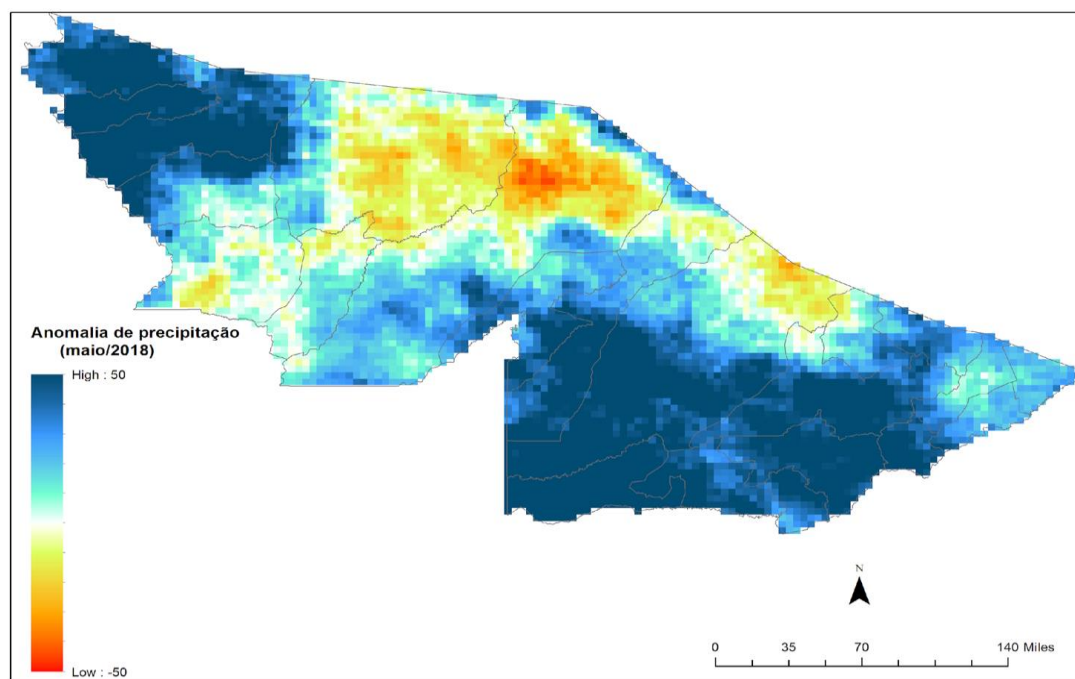 Anomalia de precipitação
(maio/2018)
High : 50
Low : -50
N
0 35 70 140 Miles